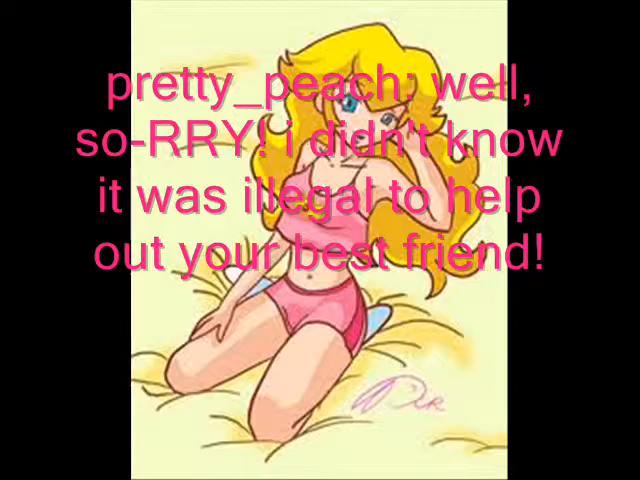 pretty_peach: well,
so-RRY! i didn't know
it was illegal to help
out your best friend!